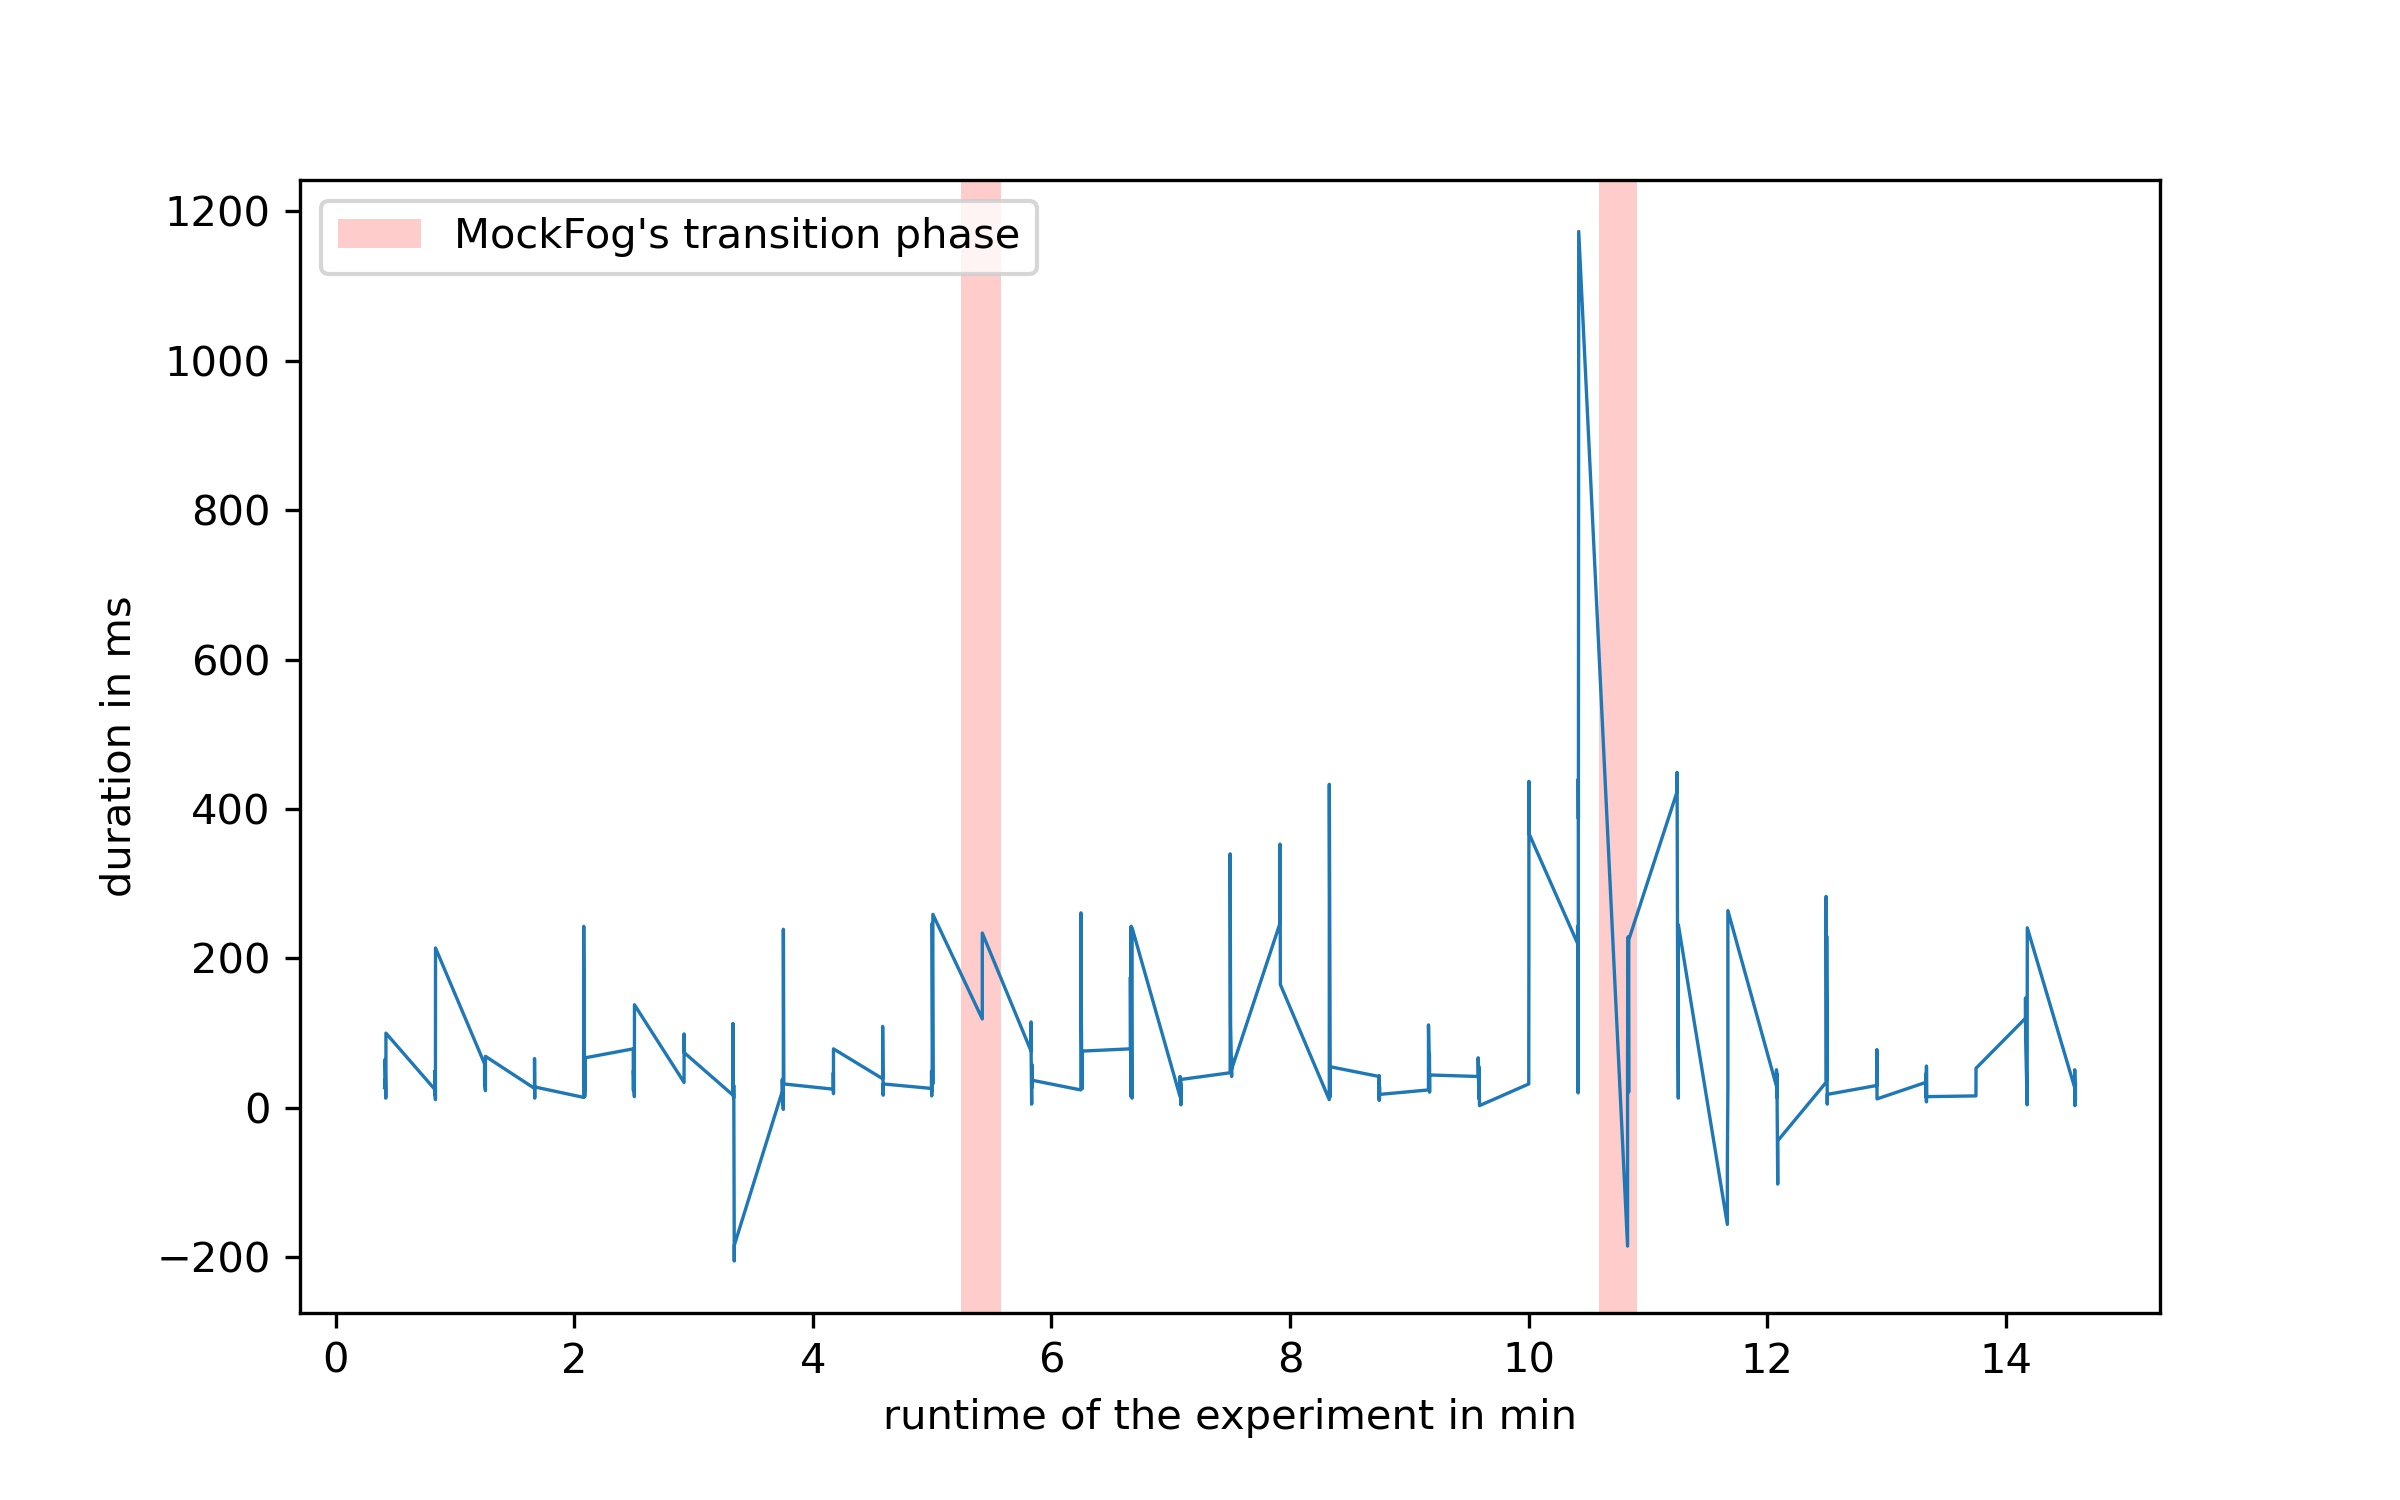 MockFog's transition phase
1200
1000
800
600
400
200
0
−200
duration in ms
0 2 4 6 8 10 12 14
runtime of the experiment in min